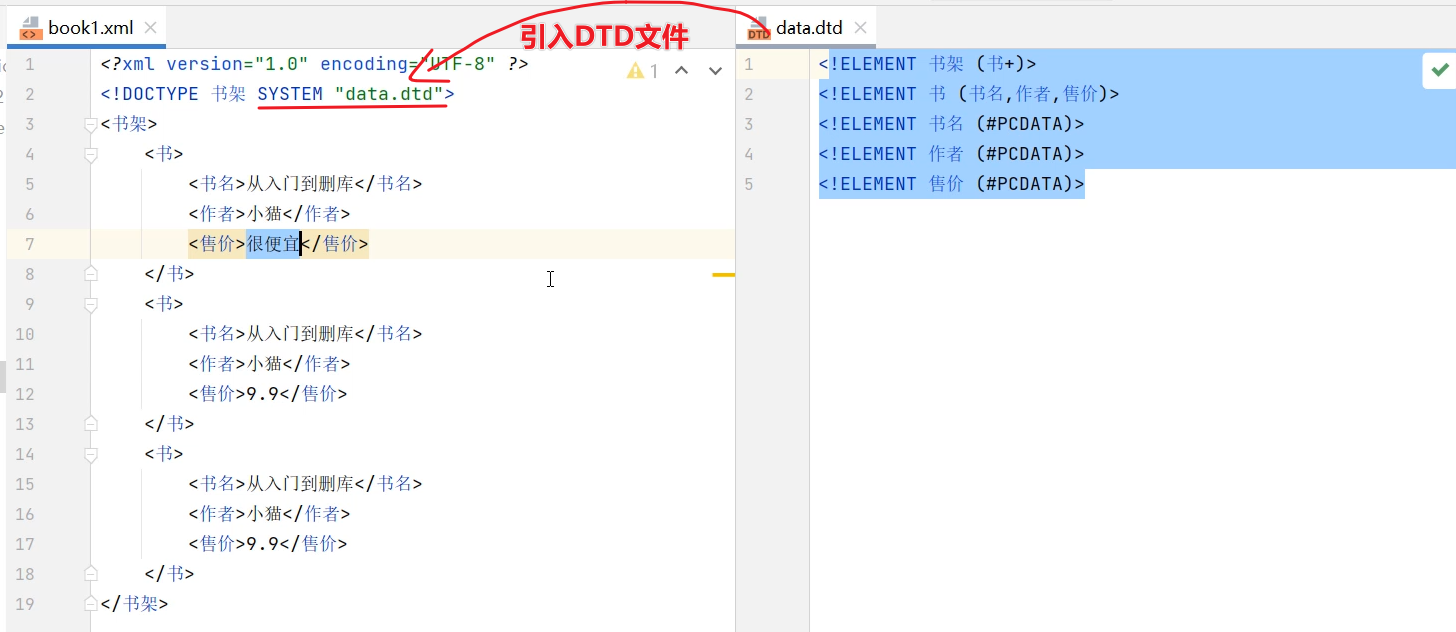 book1.xml
引入DTD文件
DTD data.dtd
1 <?xml version="1.0" encoding="UTF-8" ?>
2 <!DOCTYPE 书架 SYSTEM "data.dtd">
3 <书架>
4 <书>
5 <书名>从入门到删库</书名>
6 <作者>小猫</作者>
7 <售价>很便宜</售价>
8 </书>
9 <书>
10 <书名>从入门到删库</书名>
11 <作者>小猫</作者>
12 <售价>9.9</售价>
13 </书>
14 <书>
15 <书名>从入门到删库</书名>
16 <作者>小猫</作者>
17 <售价>9.9</售价>
18 </书>
19 </书架>
1
1 <!ELEMENT 书架 (书+)>
2 <!ELEMENT 书 (书名,作者,售价)>
3 <!ELEMENT 书名 (#PCDATA)>
4 <!ELEMENT 作者 (#PCDATA)>
5 <!ELEMENT 售价 (#PCDATA)>